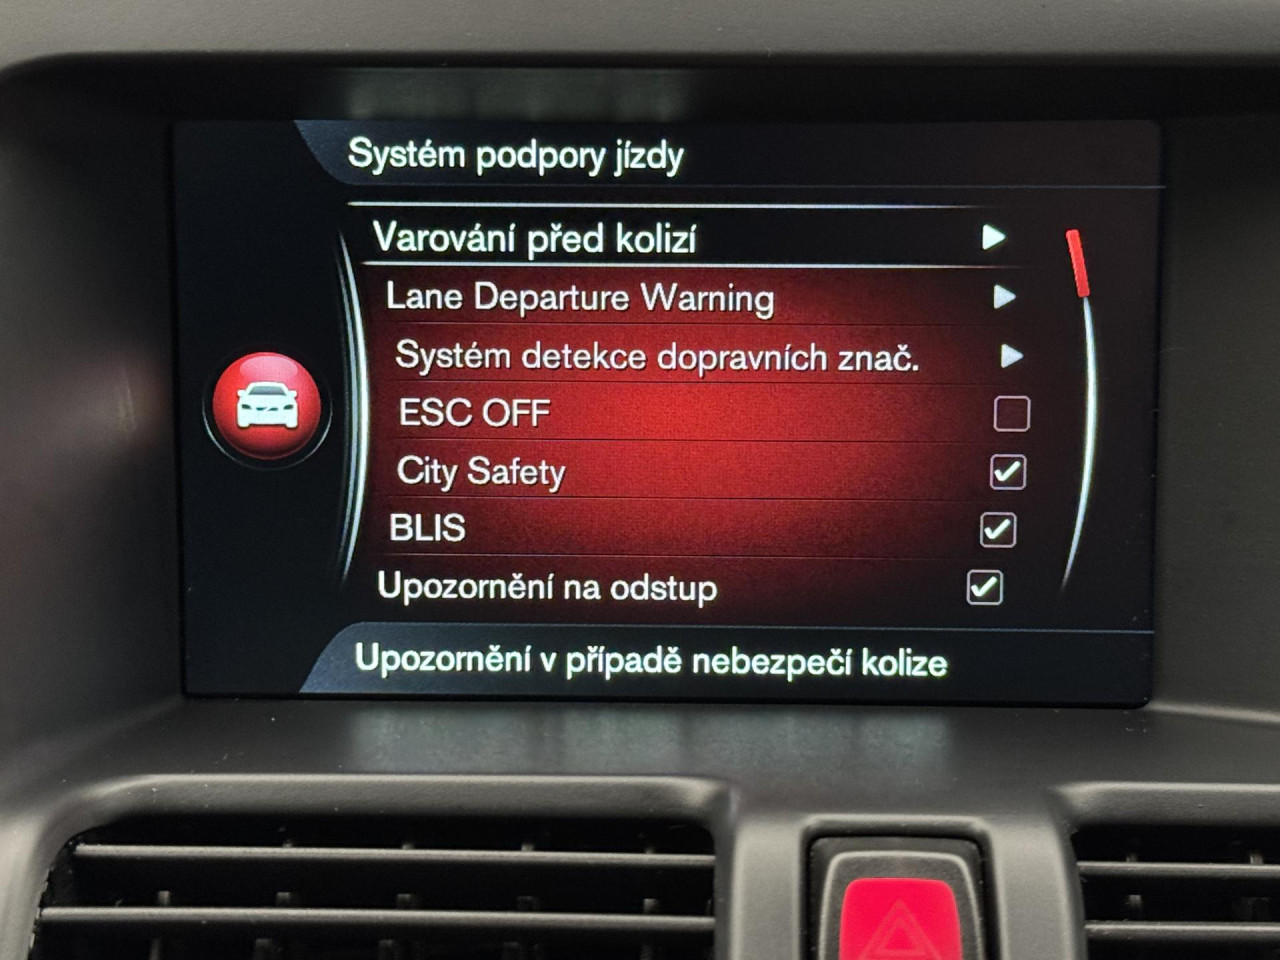 Systém podpory jízdy
Varování před kolizí
Lane Departure Warning
Systém detekce dopravních znač.
ESC OFF
City Safety
BLIS
Upozornění na odstup
Upozornění v případě nebezpečí kolize